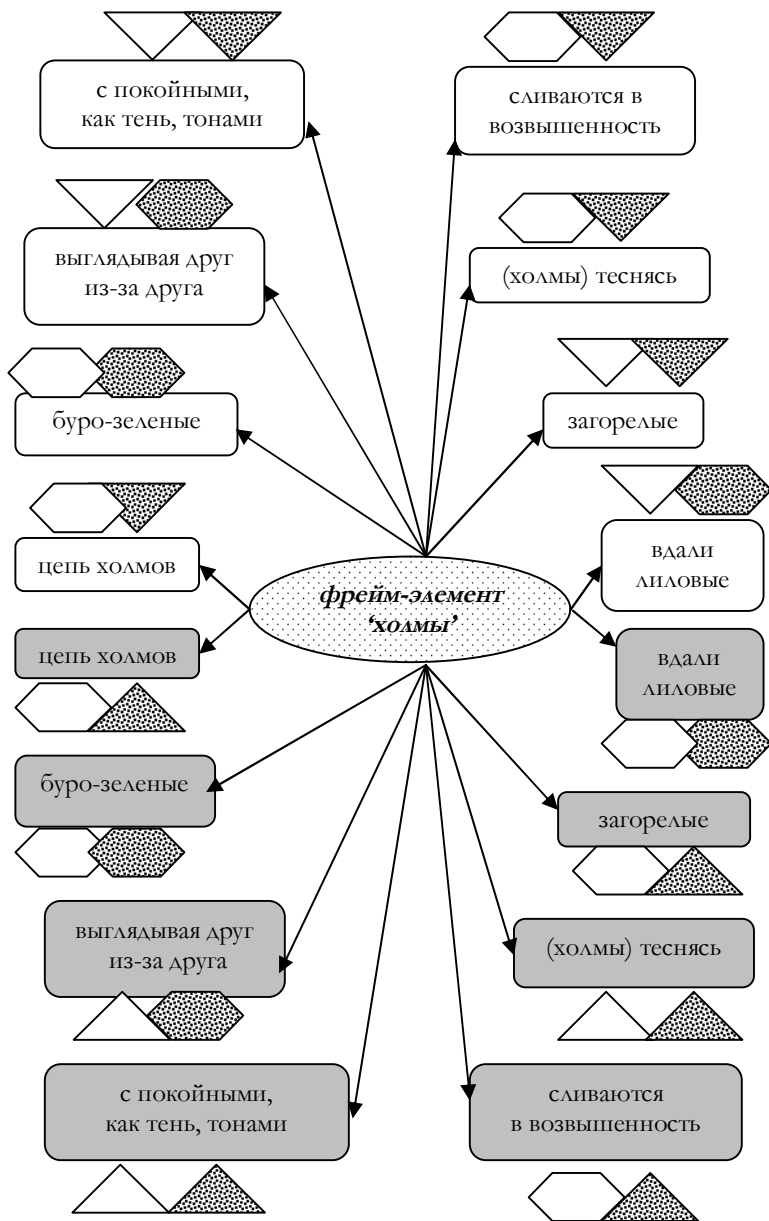 с покойными,
как тень, тонами
сливаются в
возвышенность
выглядывая друг
из-за друга
(холмы) теснясь
буро-зеленые
загорелые
цепь холмов
вдали
лиловые
фрейм-элемент
‘холмы’
цепь холмов
вдали
лиловые
буро-зеленые
загорелые
выглядывая друг
из-за друга
(холмы) теснясь
с покойными,
как тень, тонами
сливаются
в возвышенность